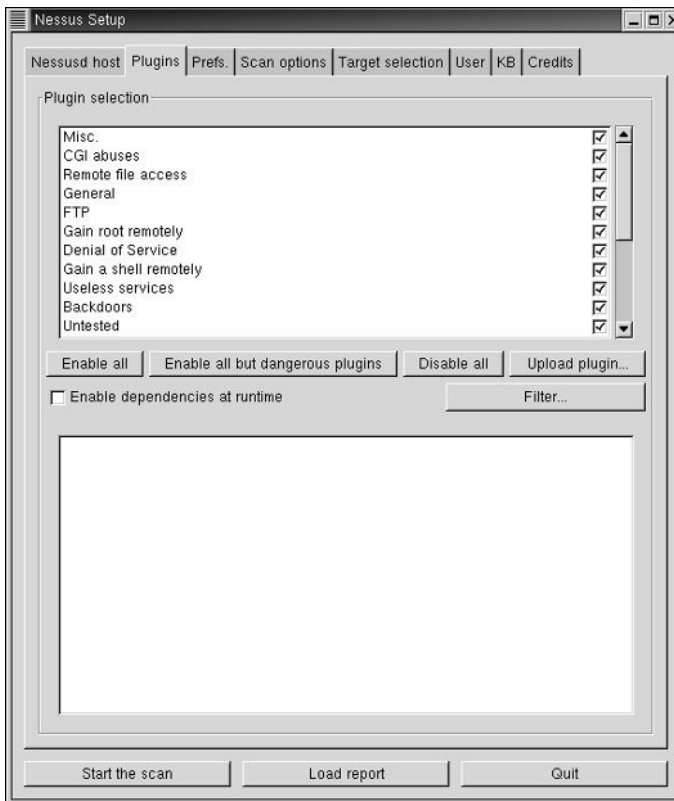 Nessus Setup
Nessusd host Plugins Prefs. Scan options Target selection User KB Credits
Plugin selection
Misc.
CGI abuses
Remote file access
General
FTP
Gain root remotely
Denial of Service
Gain a shell remotely
Useless services
Backdoors
Untested
Enable all Enable all but dangerous plugins Disable all Upload plugin...
Enable dependencies at runtime Filter...
Start the scan Load report Quit